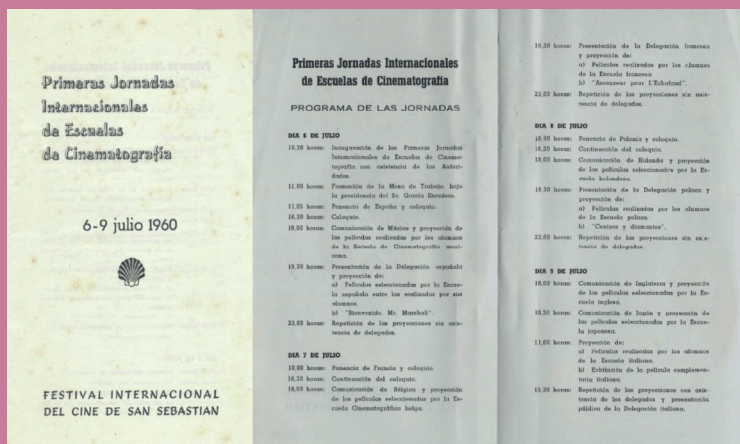 Primeras Jornadas
Internacionales
de Escuelas
de Cinematografía
6-9 julio 1960
FESTIVAL INTERNACIONAL
DEL CINE DE SAN SEBASTIAN
Primeras Jornadas Internacionales
de Escuelas de Cinematografía
PROGRAMA DE LAS JORNADAS
DIA 6 DE JULIO
10,30 horas: Inauguración de las Primeras Jornadas
Internacionales de Escuelas de Cinema-
tografía con asistencia de las Autori-
dades.
11,00 horas: Formación de la Mesa de Trabajo, bajo
la presidencia del Sr. García Escudero.
11,05 horas: Ponencia de España y coloquio.
16,30 horas: Coloquio.
18,00 horas: Comunicación de México y proyección de
las películas realizadas por los alumnos
de la Escuela de Cinematografía mexi-
cana.
19,30 horas: Presentación de la Delegación española
y proyección de:
a) Películas seleccionadas por la Escue-
la española entre las realizadas por sus
alumnos.
b) "Bienvenido, Mr. Marshall".
23,00 horas: Repetición de las proyecciones sin asis-
tencia de delegados.
DIA 7 DE JULIO
10,00 horas: Ponencia de Francia y coloquio.
16,30 horas: Continuación del coloquio.
18,00 horas: Comunicación de Bélgica y proyección
de las películas seleccionadas por la Es-
cuela Cinematográfica belga.
19,30 horas: Presentación de la Delegación francesa
y proyección de:
a) Películas realizadas por los alumnos
de la Escuela francesa.
b) "Ascenseur pour L'Echafaud".
23,00 horas: Repetición de las proyecciones sin asis-
tencia de delegados.
DIA 8 DE JULIO
10,00 horas: Ponencia de Polonia y coloquio.
16,30 horas: Continuación del coloquio.
18,00 horas: Comunicación de Holanda y proyección
de las películas seleccionadas por la Es-
cuela holandesa.
19,30 horas: Presentación de la Delegación polaca y
proyección de:
a) Películas realizadas por los alumnos
de la Escuela polaca.
b) "Cenizas y diamantes".
23,00 horas: Repetición de las proyecciones sin asis-
tencia de delegados.
DIA 9 DE JULIO
10,00 horas: Comunicación de Inglaterra y proyección
de las películas seleccionadas por la Es-
cuela inglesa.
10,30 horas: Comunicación de Japón y proyección de
las películas seleccionadas por la Escue-
la japonesa.
11,00 horas: Proyección de:
a) Películas realizadas por los alumnos
de la Escuela italiana.
b) Exhibición de la película complemen-
taria italiana.
horas: Repetición de las proyecciones con asis-
tencia de los delegados y presentación
pública de la Delegación italiana.